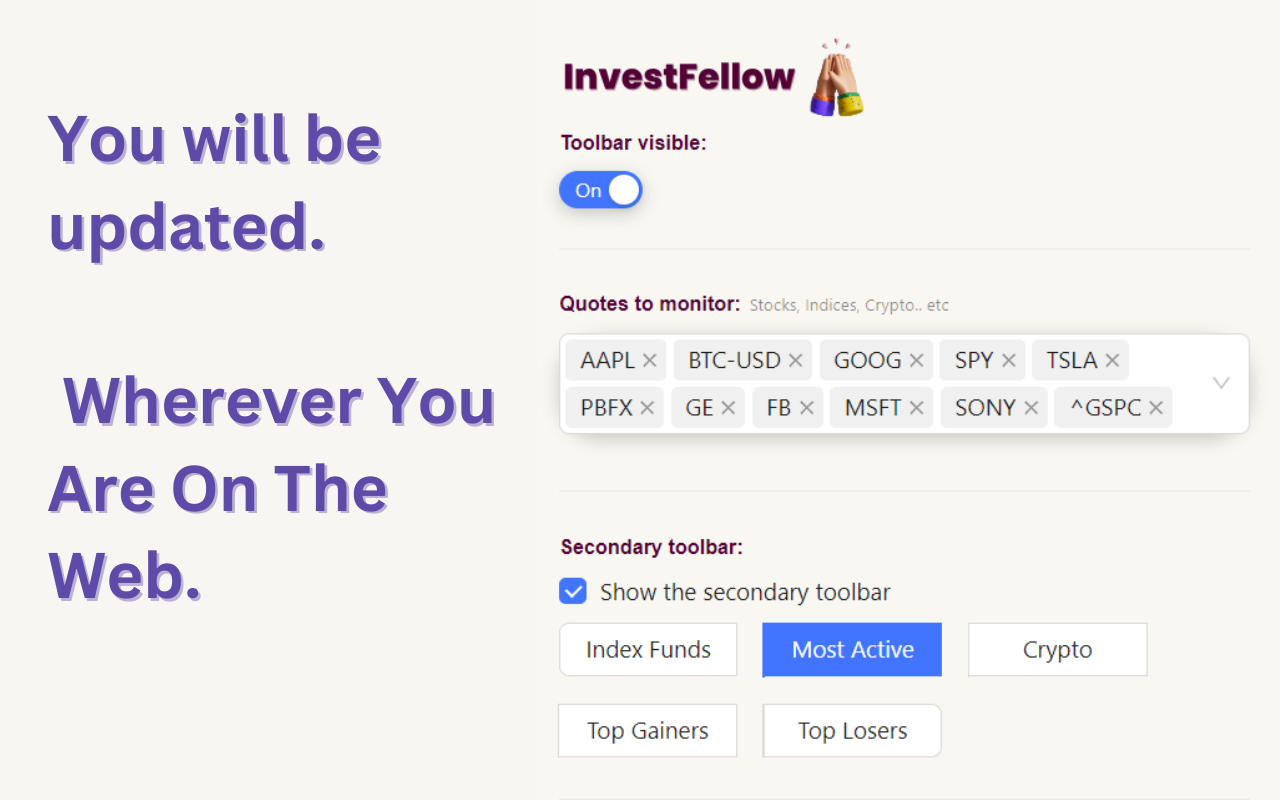 You will be
updated.
Wherever You
Are On The
Web.
InvestFellow
Toolbar visible:
On
Quotes to monitor: Stocks, Indices, Crypto.. etc
AAPL BTC-USD GOOG SPY TSLA
PBFX GE FB MSFT SONY ^GSPC
Secondary toolbar:
Show the secondary toolbar
Index Funds Most Active Crypto
Top Gainers Top Losers